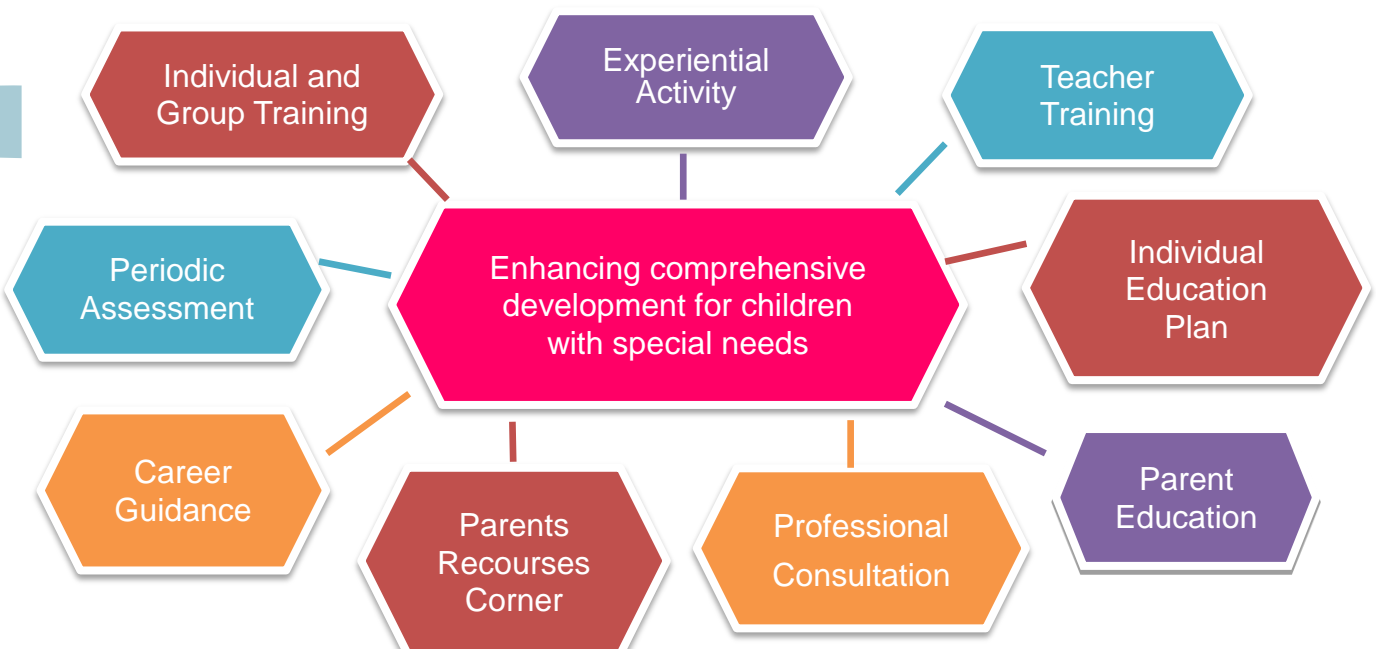 Individual and
Group Training
Experiential
Activity
Teacher
Training
Periodic
Assessment
Enhancing comprehensive
development for children
with special needs
Individual
Education
Plan
Career
Guidance
Parents
Recourses
Corner
Professional
Consultation
Parent
Education